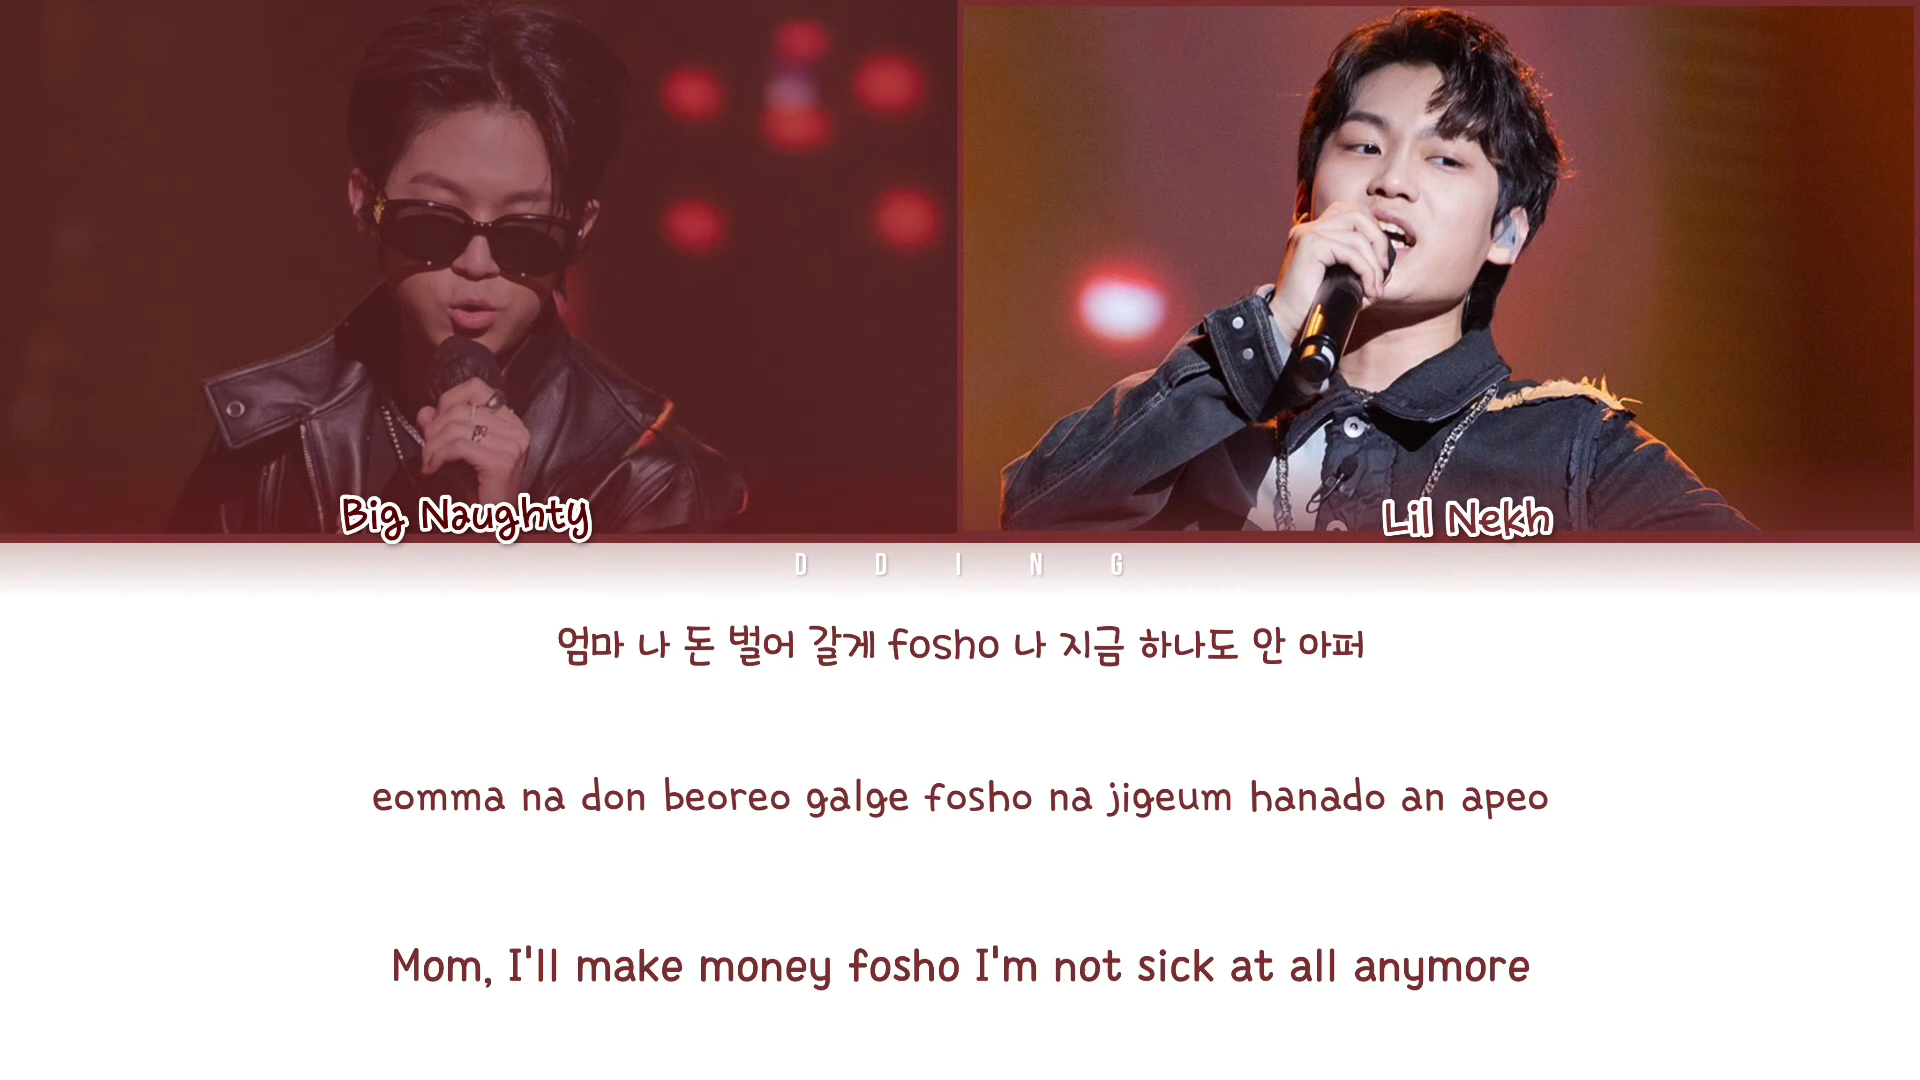 Big Naughty
Lil Nekh
DDING
엄마 나 돈 벌어 갈게 fosho 나 지금 하나도 안 아퍼
eomma na don beoreo galge fosho na jigeum hanado an apeo
Mom, I'll make money fosho I'm not sick at all anymore